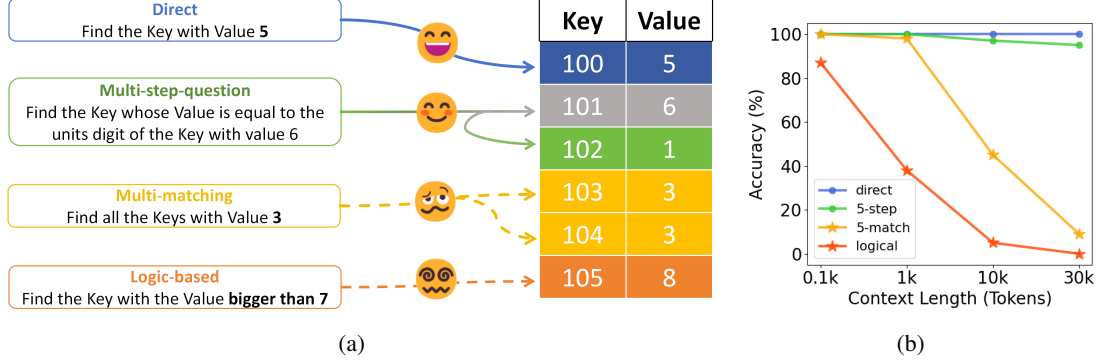 Direct
Find the Key with Value 5
Multi-step-question
Find the Key whose Value is equal to the
units digit of the Key with value 6
Multi-matching
Find all the Keys with Value 3
Logic-based
Find the Key with the Value bigger than 7
Key Value
100 5
101 6
102 1
103 3
104 3
105 8
(a)
Accuracy (%)
100
80
60
40
20
0
direct
5-step
5-match
logical
0.1k 1k 10k 30k
Context Length (Tokens)
(b)